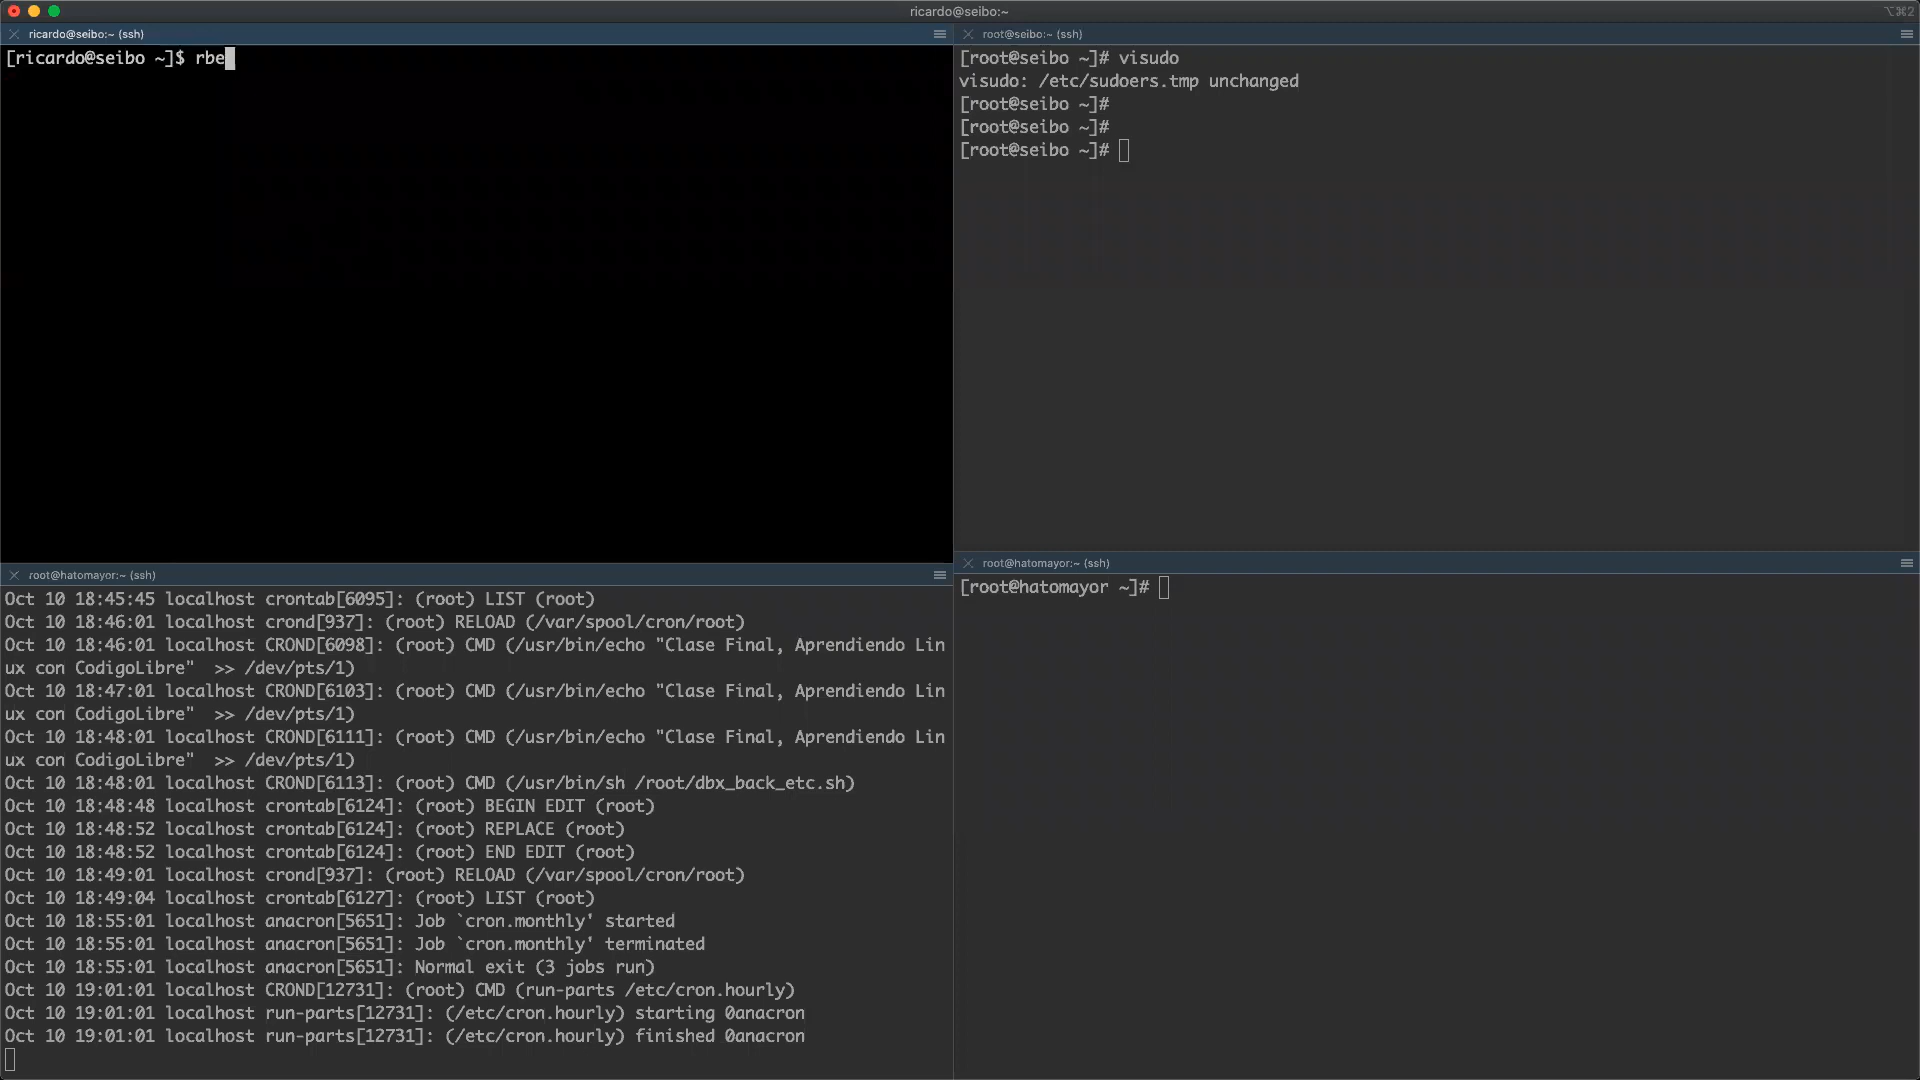 ricardo@seibo:~
⌥⌘2
ricardo@seibo:~ (ssh)
[ricardo@seibo ~]$ rbe
root@seibo:~ (ssh)
[root@seibo ~]# visudo
visudo: /etc/sudoers.tmp unchanged
[root@seibo ~]#
[root@seibo ~]#
[root@seibo ~]#
root@hatomayor:~ (ssh)
Oct 10 18:45:45 localhost crontab[6095]: (root) LIST (root)
Oct 10 18:46:01 localhost crond[937]: (root) RELOAD (/var/spool/cron/root)
Oct 10 18:46:01 localhost CROND[6098]: (root) CMD (/usr/bin/echo "Clase Final, Aprendiendo Lin
ux con CodigoLibre"  >> /dev/pts/1)
Oct 10 18:47:01 localhost CROND[6103]: (root) CMD (/usr/bin/echo "Clase Final, Aprendiendo Lin
ux con CodigoLibre"  >> /dev/pts/1)
Oct 10 18:48:01 localhost CROND[6111]: (root) CMD (/usr/bin/echo "Clase Final, Aprendiendo Lin
ux con CodigoLibre"  >> /dev/pts/1)
Oct 10 18:48:01 localhost CROND[6113]: (root) CMD (/usr/bin/sh /root/dbx_back_etc.sh)
Oct 10 18:48:48 localhost crontab[6124]: (root) BEGIN EDIT (root)
Oct 10 18:48:52 localhost crontab[6124]: (root) REPLACE (root)
Oct 10 18:48:52 localhost crontab[6124]: (root) END EDIT (root)
Oct 10 18:49:01 localhost crond[937]: (root) RELOAD (/var/spool/cron/root)
Oct 10 18:49:04 localhost crontab[6127]: (root) LIST (root)
Oct 10 18:55:01 localhost anacron[5651]: Job `cron.monthly' started
Oct 10 18:55:01 localhost anacron[5651]: Job `cron.monthly' terminated
Oct 10 18:55:01 localhost anacron[5651]: Normal exit (3 jobs run)
Oct 10 19:01:01 localhost CROND[12731]: (root) CMD (run-parts /etc/cron.hourly)
Oct 10 19:01:01 localhost run-parts[12731]: (/etc/cron.hourly) starting 0anacron
Oct 10 19:01:01 localhost run-parts[12731]: (/etc/cron.hourly) finished 0anacron
root@hatomayor:~ (ssh)
[root@hatomayor ~]#